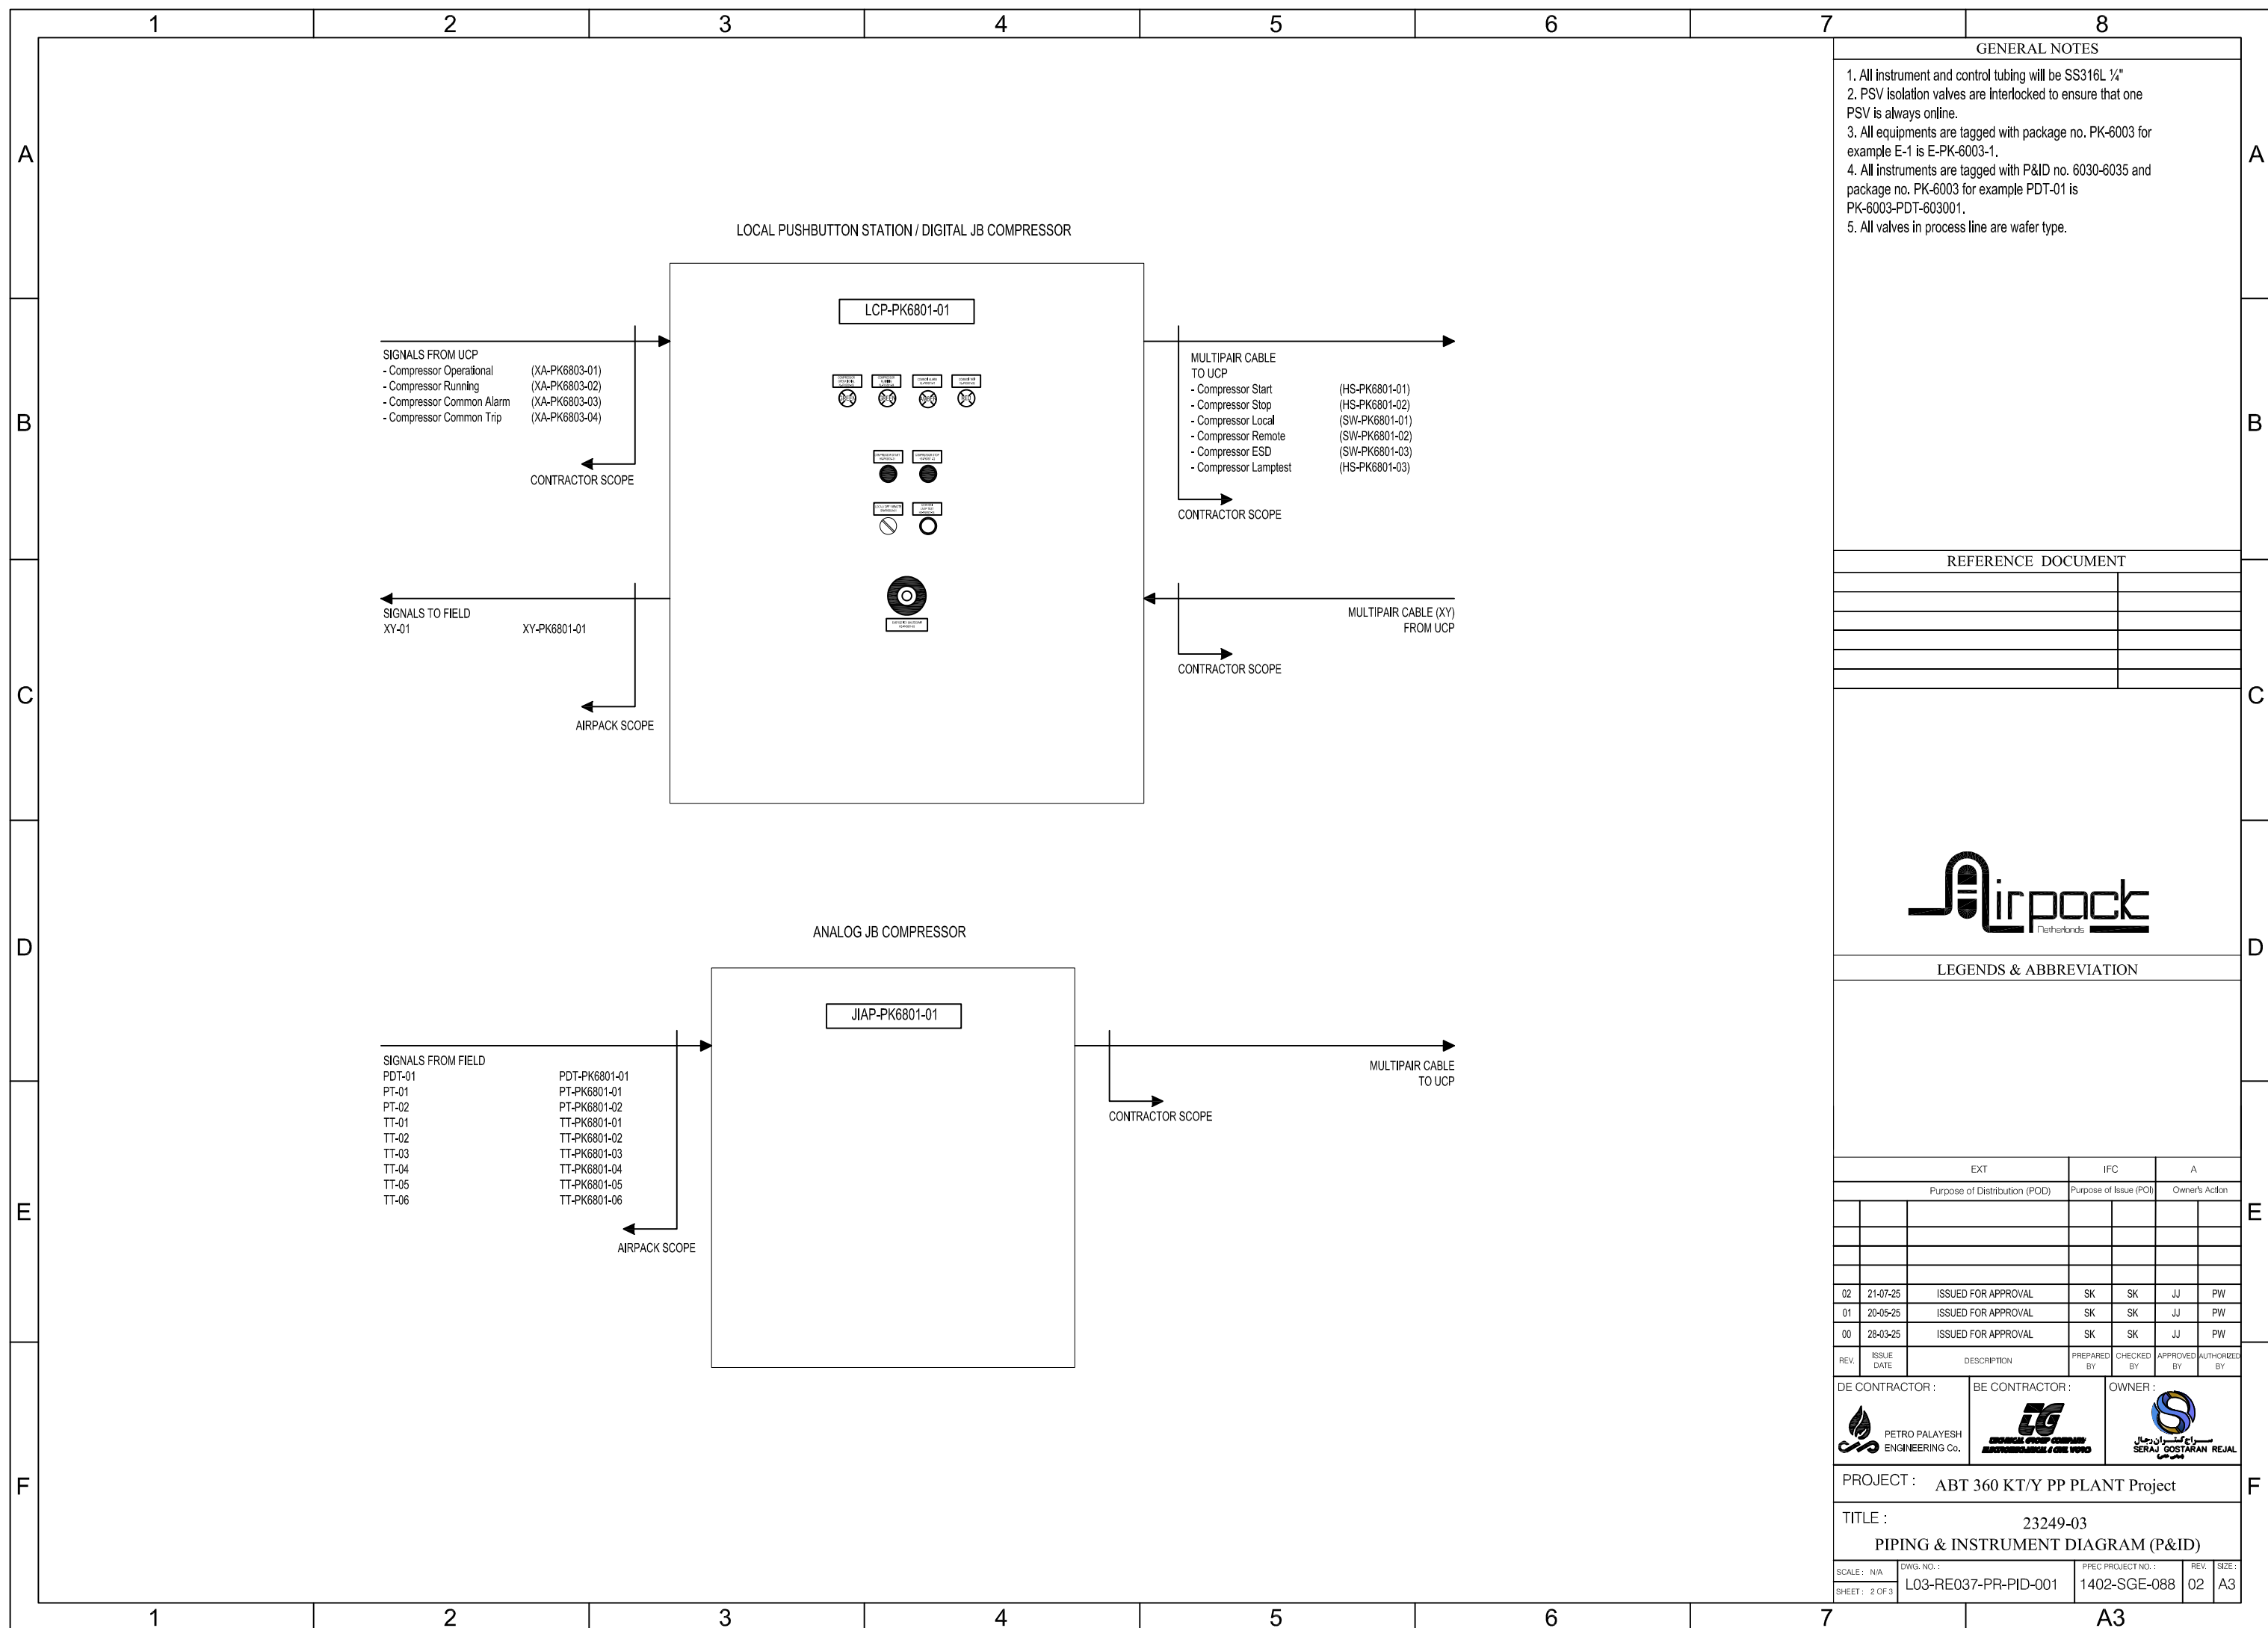 1 2 3 4 5 6 7 8
A
B
C
D
E
F
LOCAL PUSHBUTTON STATION / DIGITAL JB COMPRESSOR
LCP-PK6801-01
SIGNALS FROM UCP
- Compressor Operational (XA-PK6803-01)
- Compressor Running (XA-PK6803-02)
- Compressor Common Alarm (XA-PK6803-03)
- Compressor Common Trip (XA-PK6803-04)
CONTRACTOR SCOPE
MULTIPAIR CABLE
TO UCP
- Compressor Start (HS-PK6801-01)
- Compressor Stop (HS-PK6801-02)
- Compressor Local (SW-PK6801-01)
- Compressor Remote (SW-PK6801-02)
- Compressor ESD (SW-PK6801-03)
- Compressor Lamptest (HS-PK6801-03)
CONTRACTOR SCOPE
SIGNALS TO FIELD
XY-01 XY-PK6801-01
AIRPACK SCOPE
MULTIPAIR CABLE (XY)
FROM UCP
CONTRACTOR SCOPE
ANALOG JB COMPRESSOR
JIAP-PK6801-01
SIGNALS FROM FIELD
PDT-01 PDT-PK6801-01
PT-01 PT-PK6801-01
PT-02 PT-PK6801-02
TT-01 TT-PK6801-01
TT-02 TT-PK6801-02
TT-03 TT-PK6801-03
TT-04 TT-PK6801-04
TT-05 TT-PK6801-05
TT-06 TT-PK6801-06
AIRPACK SCOPE
MULTIPAIR CABLE
TO UCP
CONTRACTOR SCOPE
GENERAL NOTES
1. All instrument and control tubing will be SS316L ¼"
2. PSV isolation valves are interlocked to ensure that one
PSV is always online.
3. All equipments are tagged with package no. PK-6003 for
example E-1 is E-PK-6003-1.
4. All instruments are tagged with P&ID no. 6030-6035 and
package no. PK-6003 for example PDT-01 is
PK-6003-PDT-603001.
5. All valves in process line are wafer type.
REFERENCE DOCUMENT
Airpack
Netherlands
LEGENDS & ABBREVIATION
EXT IFC A
Purpose of Distribution (POD) Purpose of Issue (POI) Owner's Action
02 21-07-25 ISSUED FOR APPROVAL SK SK JJ PW
01 20-05-25 ISSUED FOR APPROVAL SK SK JJ PW
00 28-03-25 ISSUED FOR APPROVAL SK SK JJ PW
REV. ISSUE DATE DESCRIPTION PREPARED BY CHECKED BY APPROVED BY AUTHORIZED BY
DE CONTRACTOR : BE CONTRACTOR : OWNER :
PETRO PALAYESH
ENGINEERING Co.
TECHNICAL GROUP COMPANY
ELECTROMECHANICAL & CIVIL WORKS
سراج گستران رجال
SERAJ GOSTARAN REJAL
PROJECT : ABT 360 KT/Y PP PLANT Project
TITLE : 23249-03
PIPING & INSTRUMENT DIAGRAM (P&ID)
SCALE : N/A
SHEET : 2 OF 3
DWG. NO. :
L03-RE037-PR-PID-001
PPEC PROJECT NO. :
1402-SGE-088
REV.
02
SIZE :
A3
A
B
C
D
E
F
1 2 3 4 5 6 7 A3